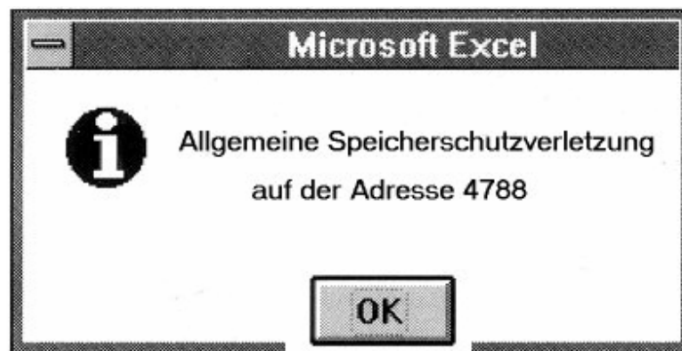 Microsoft Excel
Allgemeine Speicherschutzverletzung
auf der Adresse 4788
OK